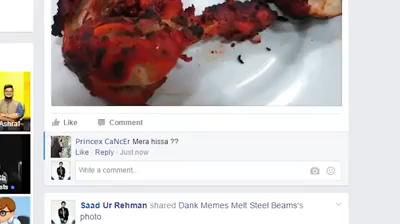 Ashraf
Like Comment
Princex CaNcEr Mera hissa ??
Like · Reply · Just now
Write a comment...
Saad Ur Rehman shared Dank Memes Melt Steel Beams's
photo.